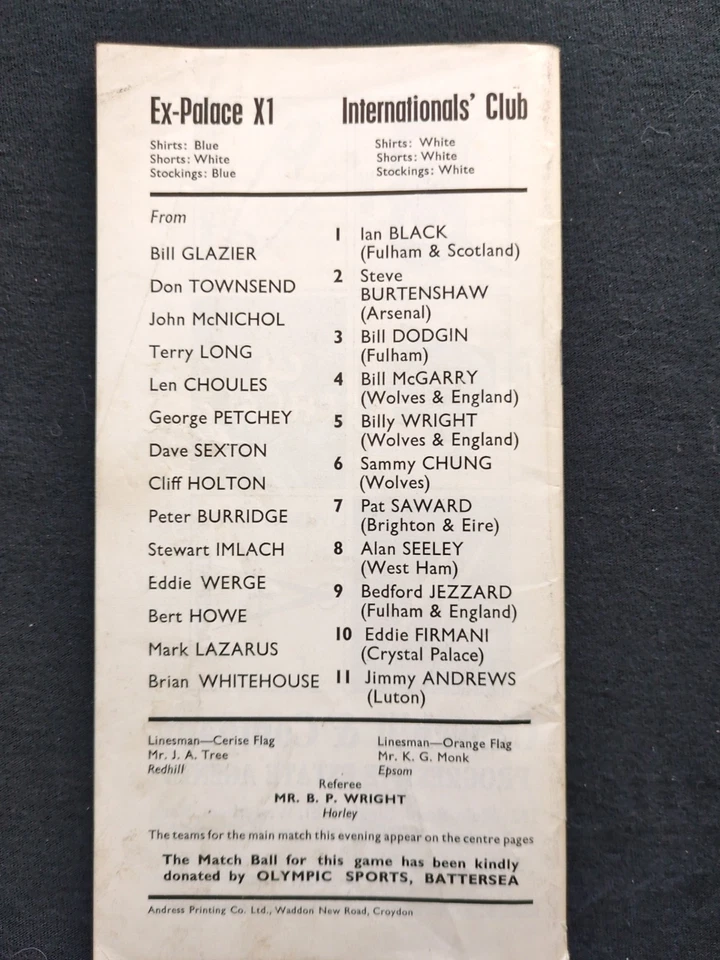 Ex-Palace X1
Shirts: Blue
Shorts: White
Stockings: Blue
Internationals' Club
Shirts: White
Shorts: White
Stockings: White
From
Bill GLAZIER
Don TOWNSEND
John McNICHOL
Terry LONG
Len CHOULES
George PETCHEY
Dave SEXTON
Cliff HOLTON
Peter BURRIDGE
Stewart IMLACH
Eddie WERGE
Bert HOWE
Mark LAZARUS
Brian WHITEHOUSE
1 Ian BLACK
(Fulham & Scotland)
2 Steve
BURTENSHAW
(Arsenal)
3 Bill DODGIN
(Fulham)
4 Bill McGARRY
(Wolves & England)
5 Billy WRIGHT
(Wolves & England)
6 Sammy CHUNG
(Wolves)
7 Pat SAWARD
(Brighton & Eire)
8 Alan SEELEY
(West Ham)
9 Bedford JEZZARD
(Fulham & England)
10 Eddie FIRMANI
(Crystal Palace)
11 Jimmy ANDREWS
(Luton)
Linesman—Cerise Flag
Mr. J. A. Tree
Redhill
Linesman—Orange Flag
Mr. K. G. Monk
Epsom
Referee
MR. B. P. WRIGHT
Horley
The teams for the main match this evening appear on the centre pages
The Match Ball for this game has been kindly
donated by OLYMPIC SPORTS, BATTERSEA
Andress Printing Co. Ltd., Waddon New Road, Croydon